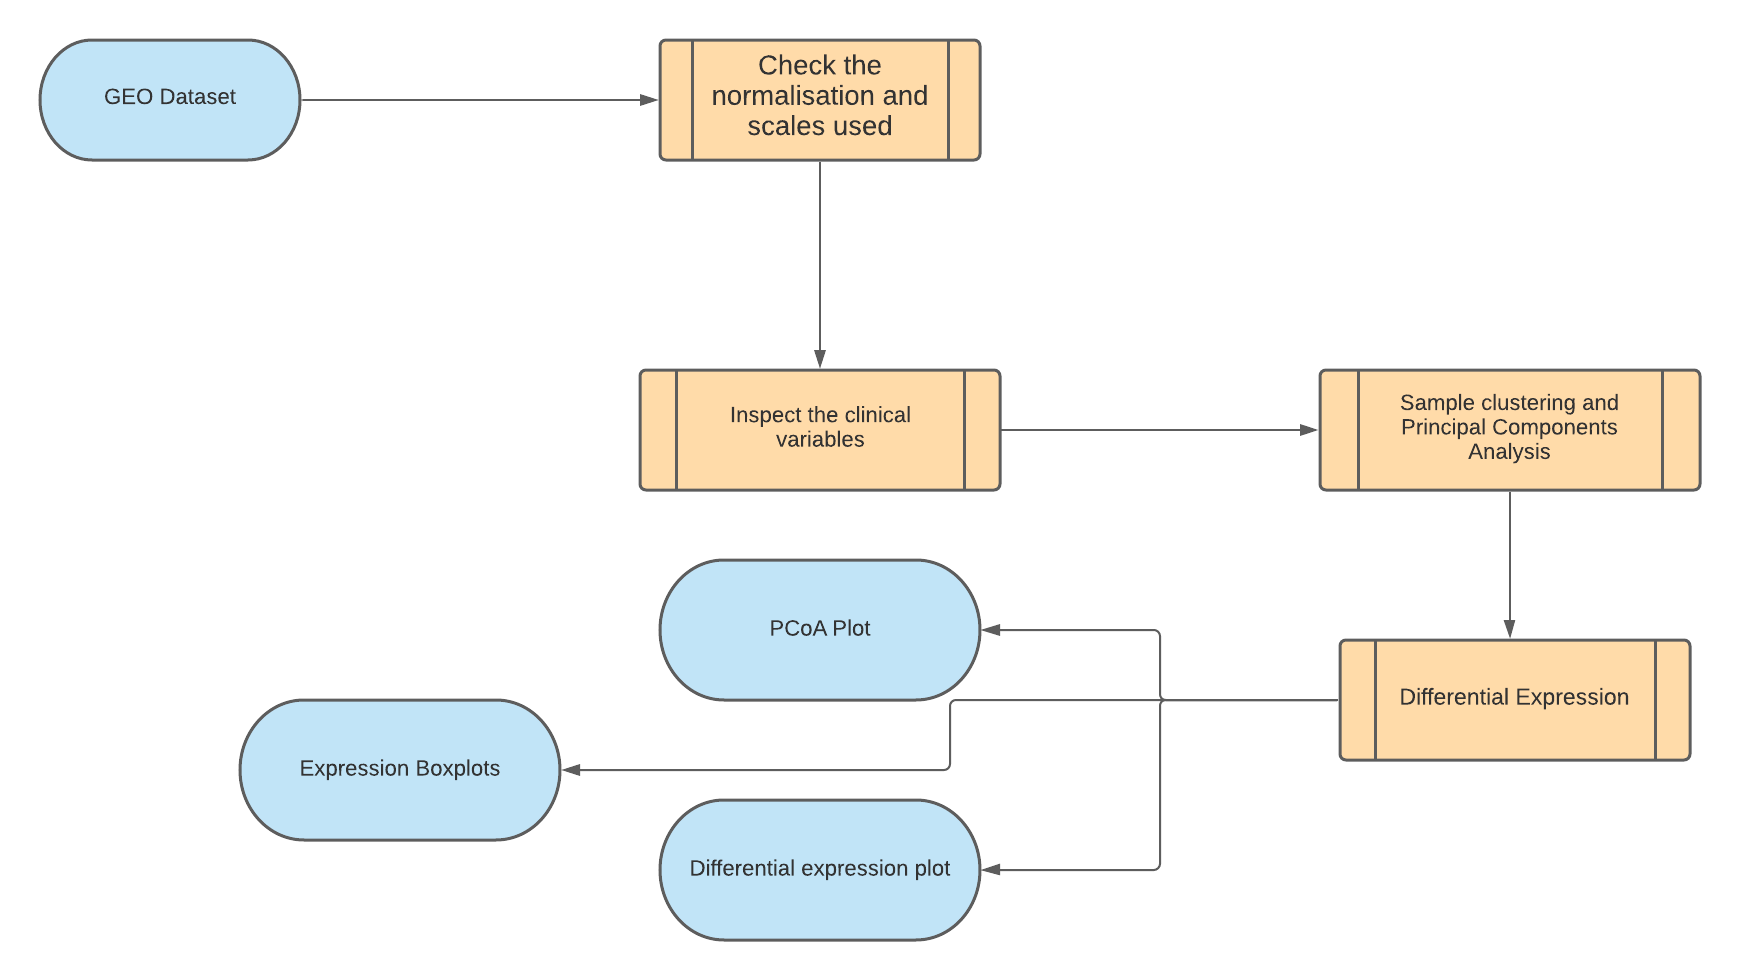 GEO Dataset
Check the
normalisation and
scales used
Inspect the clinical
variables
Sample clustering and
Principal Components
Analysis
PCoA Plot
Differential Expression
Expression Boxplots
Differential expression plot